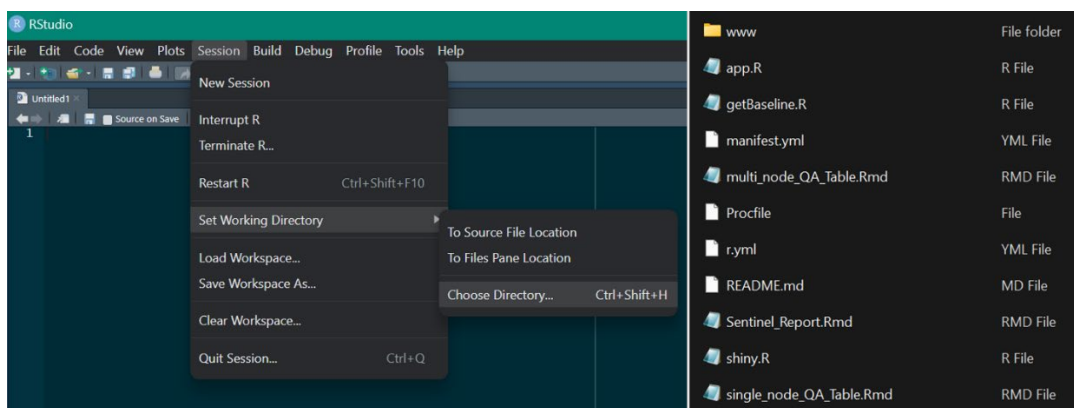 RStudio
File Edit Code View Plots Session Build Debug Profile Tools Help
Untitled1
Source on Save
1
New Session
Interrupt R
Terminate R...
Restart R Ctrl+Shift+F10
Set Working Directory
Load Workspace...
Save Workspace As...
Clear Workspace...
Quit Session... Ctrl+Q
To Source File Location
To Files Pane Location
Choose Directory... Ctrl+Shift+H
www File folder
app.R R File
getBaseline.R R File
manifest.yml YML File
multi_node_QA_Table.Rmd RMD File
Procfile File
r.yml YML File
README.md MD File
Sentinel_Report.Rmd RMD File
shiny.R R File
single_node_QA_Table.Rmd RMD File